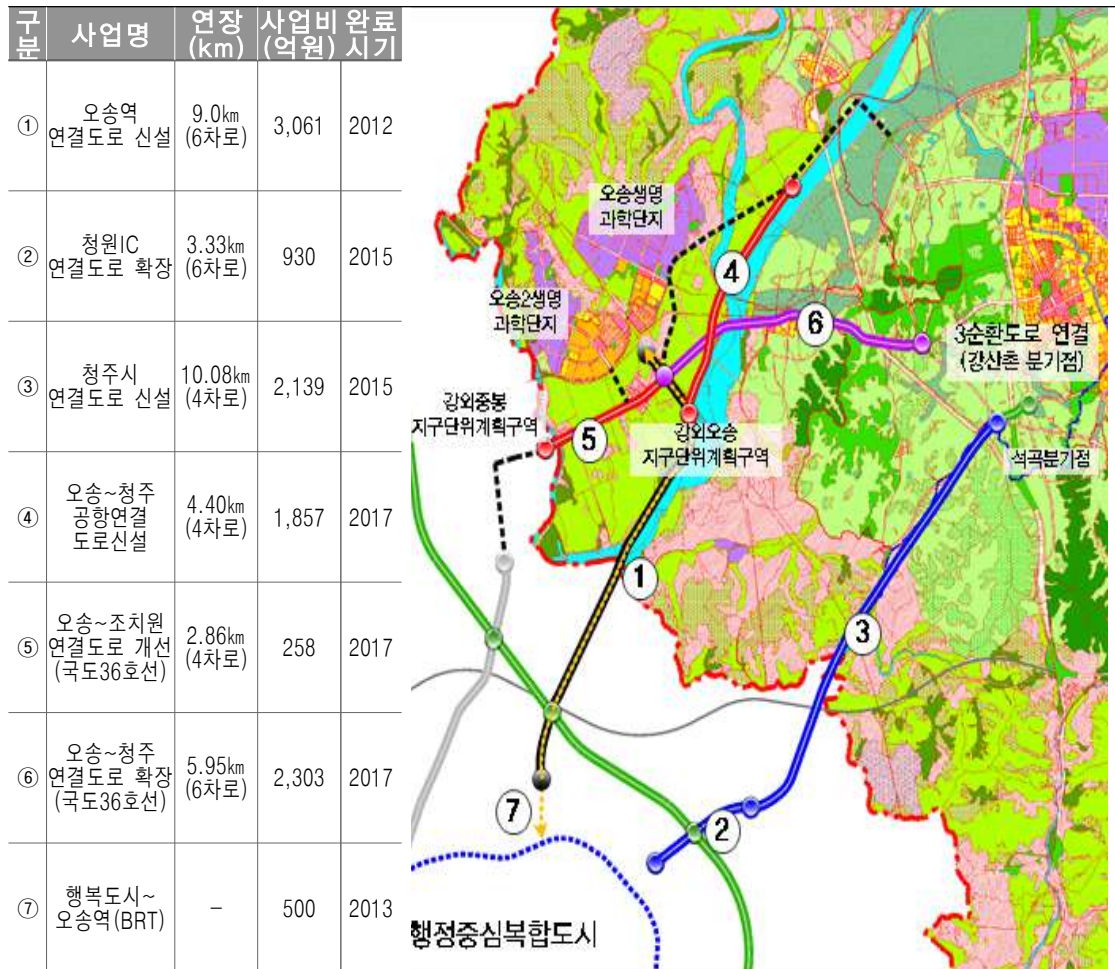 구분 사업명 연장(km) 사업비(억원) 완료시기
① 오송역 연결도로 신설 9.0㎞ (6차로) 3,061 2012
② 청원IC 연결도로 확장 3.33㎞ (6차로) 930 2015
③ 청주시 연결도로 신설 10.08㎞ (4차로) 2,139 2015
④ 오송~청주 공항연결 도로신설 4.40㎞ (4차로) 1,857 2017
⑤ 오송~조치원 연결도로 개선 (국도36호선) 2.86㎞ (4차로) 258 2017
⑥ 오송~청주 연결도로 확장 (국도36호선) 5.95㎞ (6차로) 2,303 2017
⑦ 행복도시~ 오송역(BRT) - 500 2013
오송생명
과학단지
4
오송2생명
과학단지
6
3순환도로 연결
(강산촌 분기점)
강외중봉
지구단위계획구역
5
강외오송
지구단위계획구역
석곡분기점
1
3
7
2
행정중심복합도시